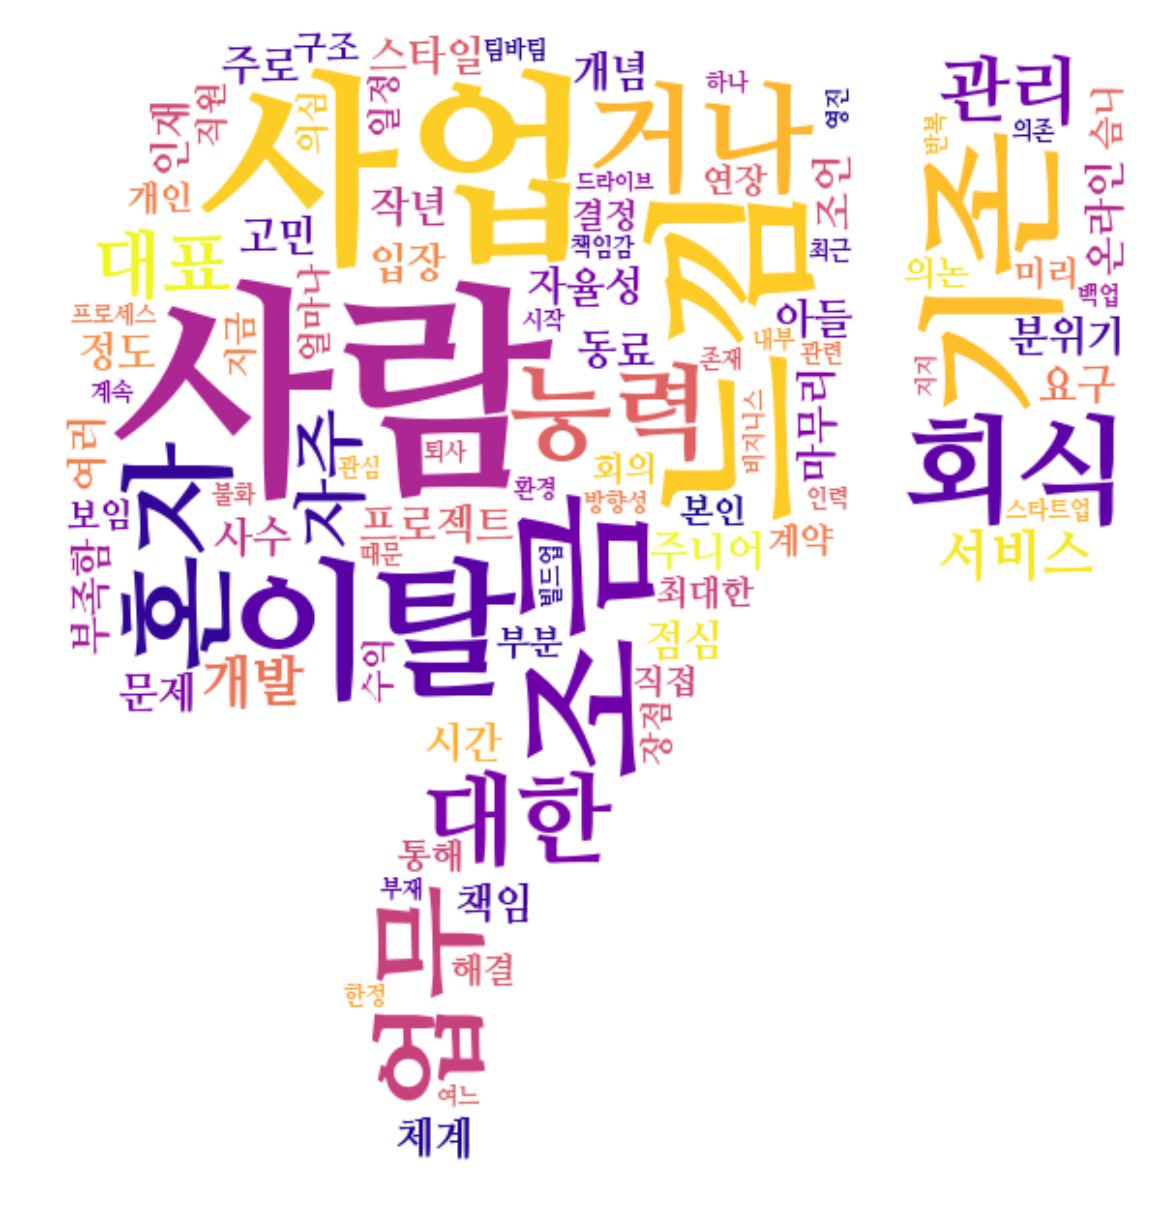 주로
구조
스타일
팀바팀
개념
하나
영진
관리
습니
인재
직원
의심
일정
사업
거나
반복
의존
기존
개인
작년
드라이브
연장
조언
온라인
대표
고민
입장
결정
책임감
느낌
최근
의논
미리
자율성
백업
프로세스
얼마나
시작
아들
분위기
정도
지금
동료
존재
내부
관련
계속
사람
능력
비지니스
마무리
지지
요구
여러
자주
퇴사
관심
회의
회식
혼자
불화
환경
방향성
본인
인력
스타트업
보임
사수
프로젝트
때문
주니어
계약
서비스
부족함
이탈
빌드업
조금
최대한
부분
점심
문제
개발
수익
직접
시간
장점
대한
통해
부재
책임
업무
해결
한정
여느
체계